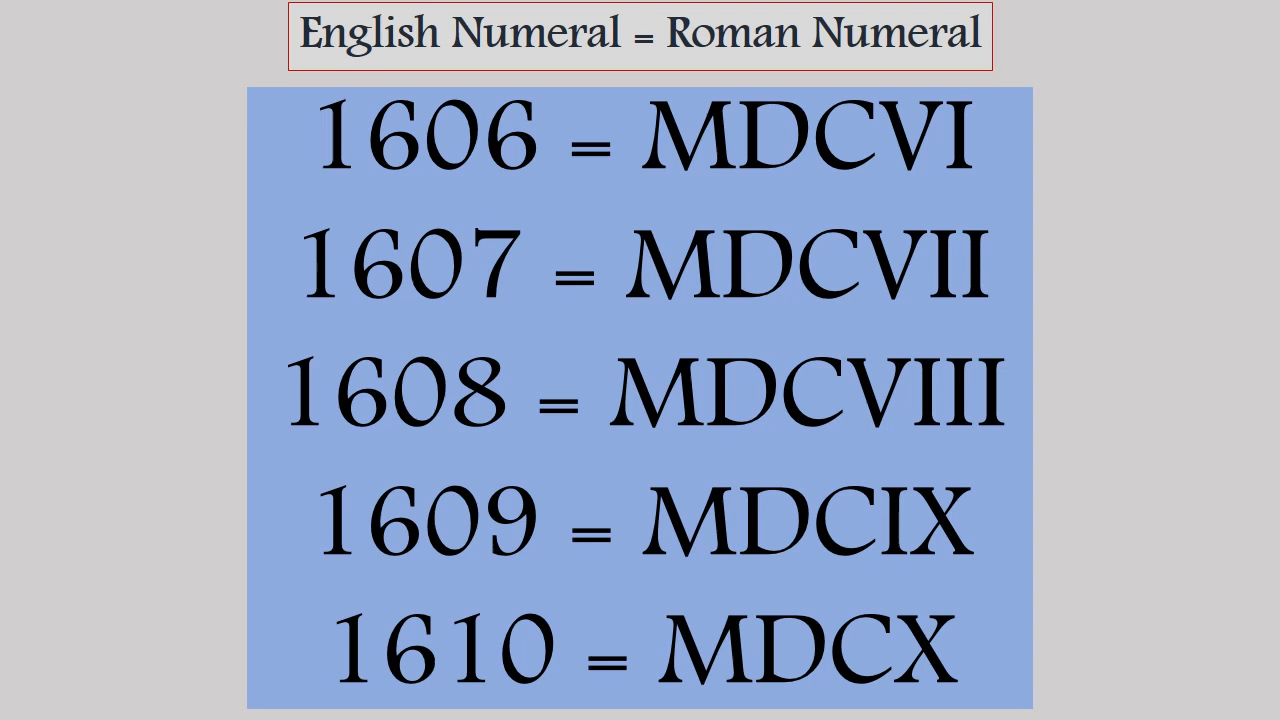 English Numeral = Roman Numeral
1606 = MDCVI
1607 = MDCVII
1608 = MDCVIII
1609 = MDCIX
1610 = MDCX